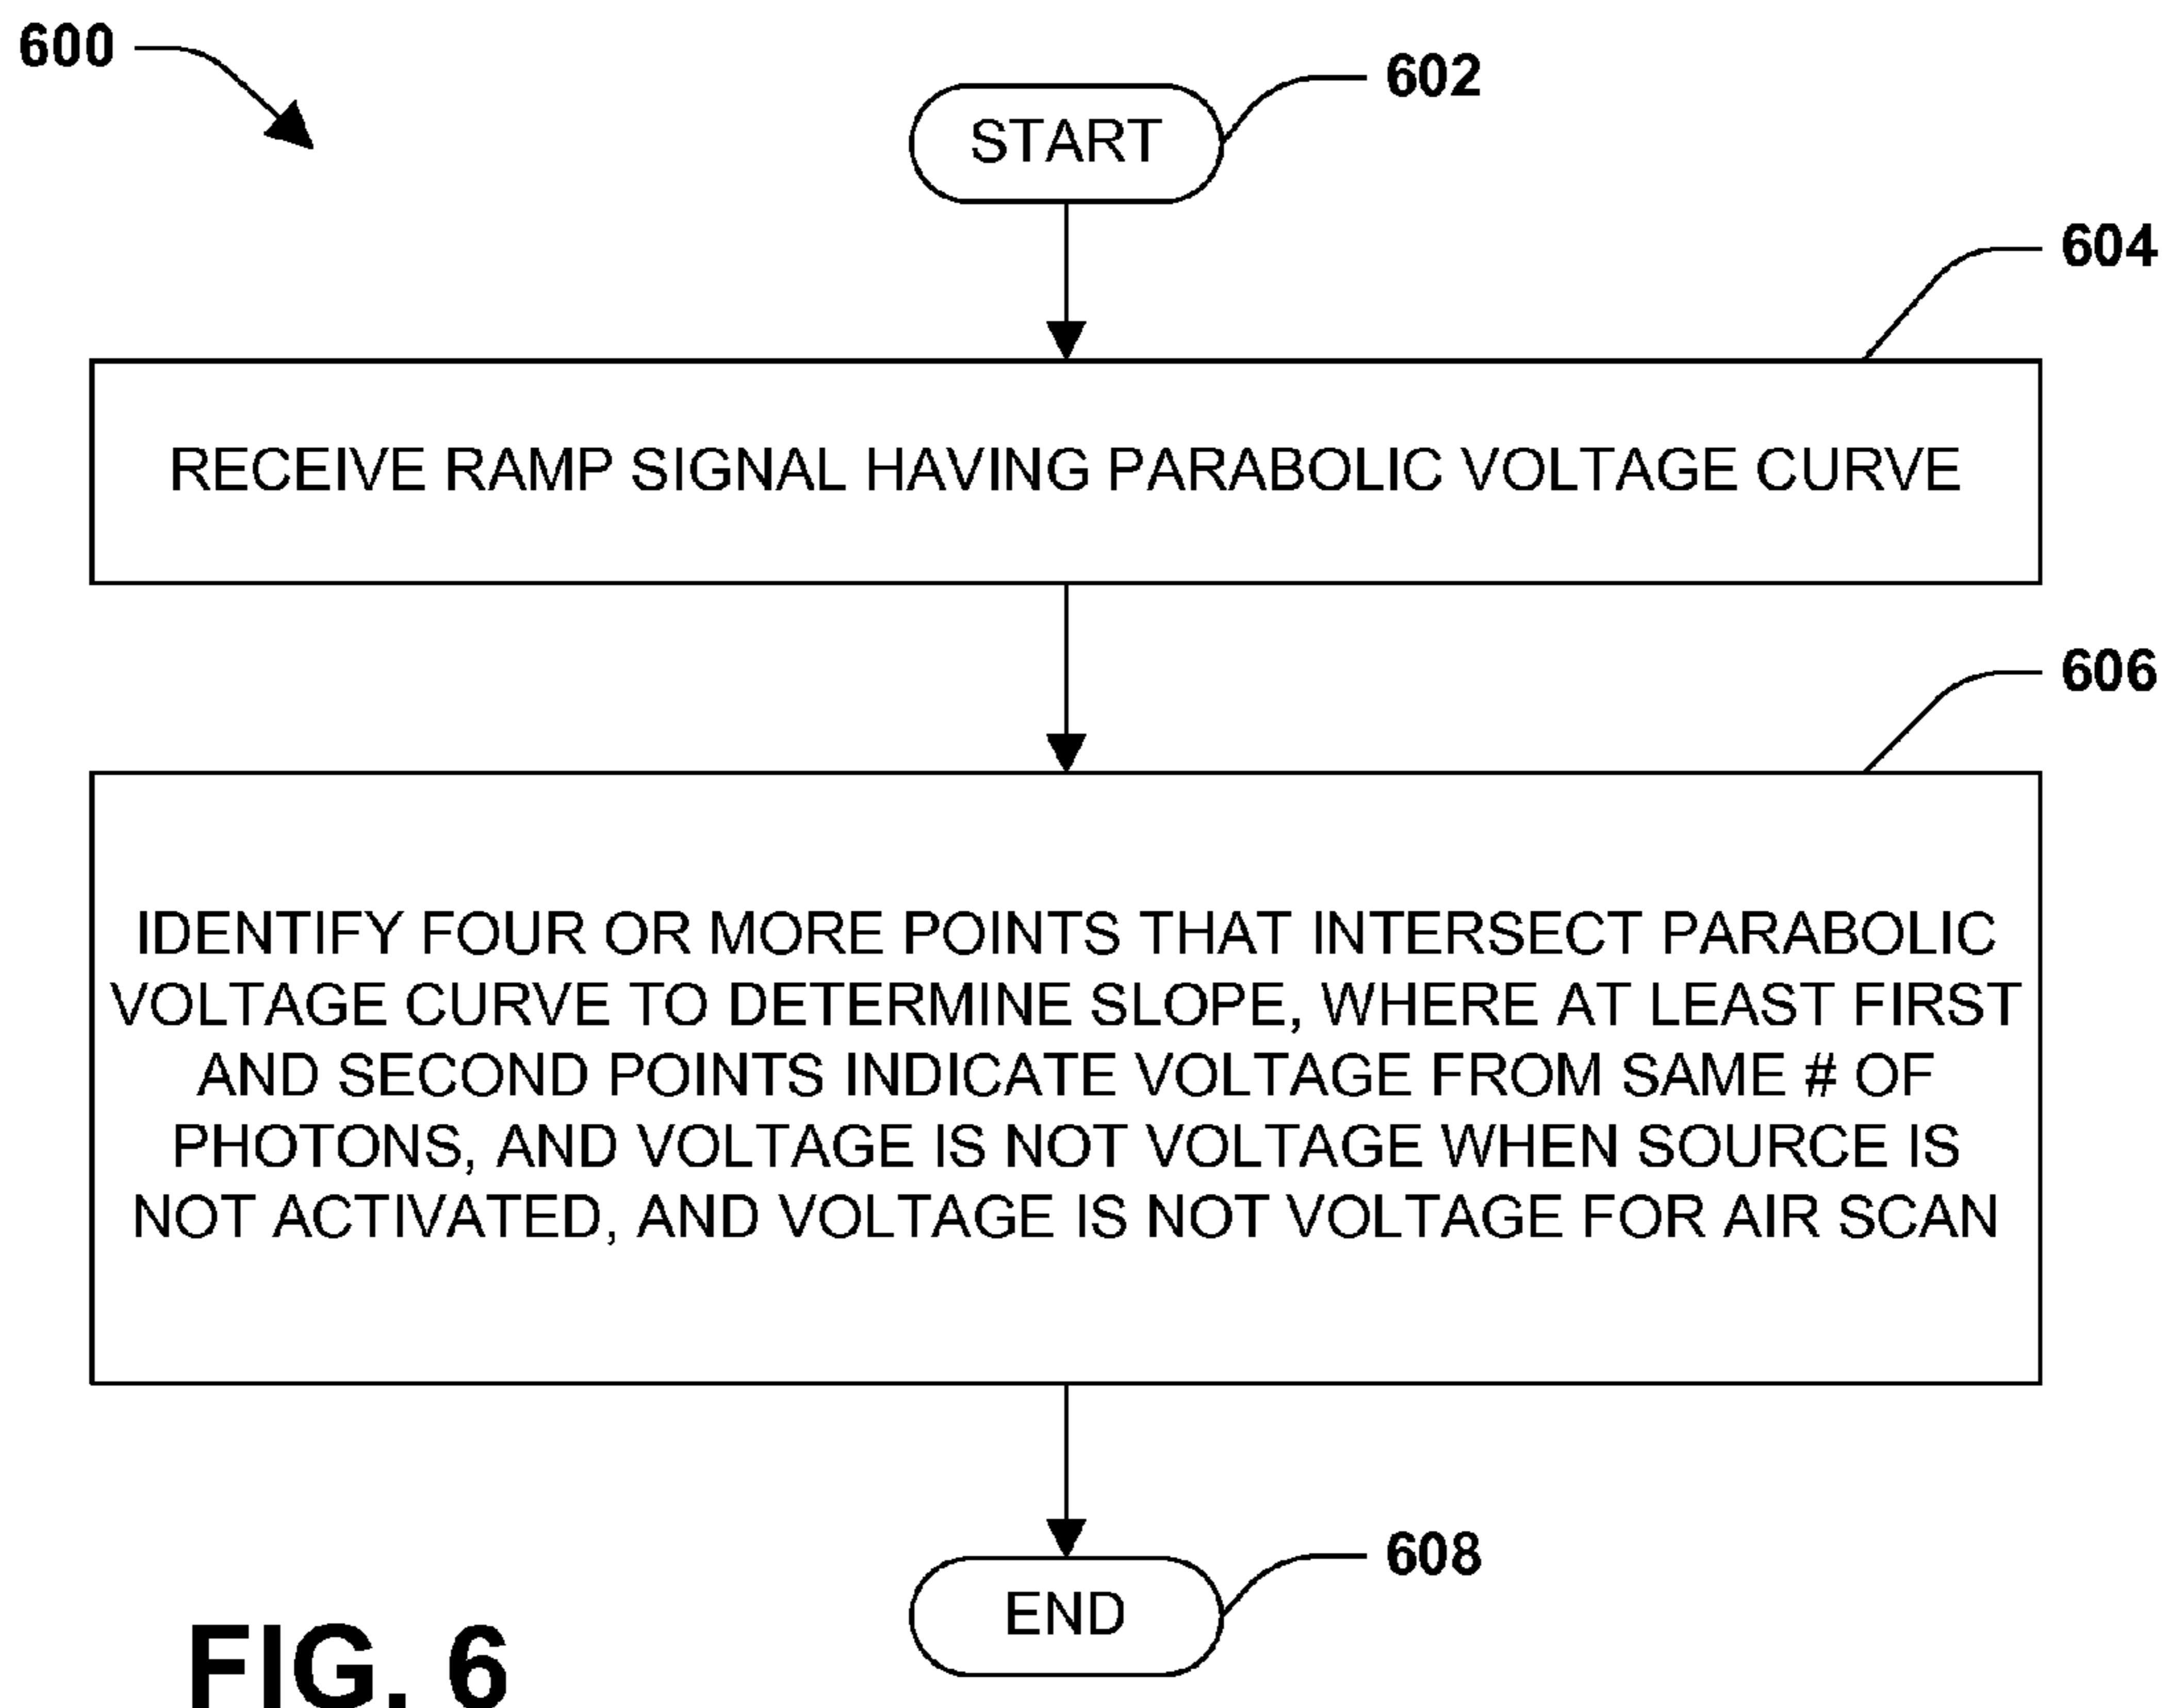 600
602
START
604
RECEIVE RAMP SIGNAL HAVING PARABOLIC VOLTAGE CURVE
606
IDENTIFY FOUR OR MORE POINTS THAT INTERSECT PARABOLIC
VOLTAGE CURVE TO DETERMINE SLOPE, WHERE AT LEAST FIRST
AND SECOND POINTS INDICATE VOLTAGE FROM SAME # OF
PHOTONS, AND VOLTAGE IS NOT VOLTAGE WHEN SOURCE IS
NOT ACTIVATED, AND VOLTAGE IS NOT VOLTAGE FOR AIR SCAN
608
END
FIG. 6